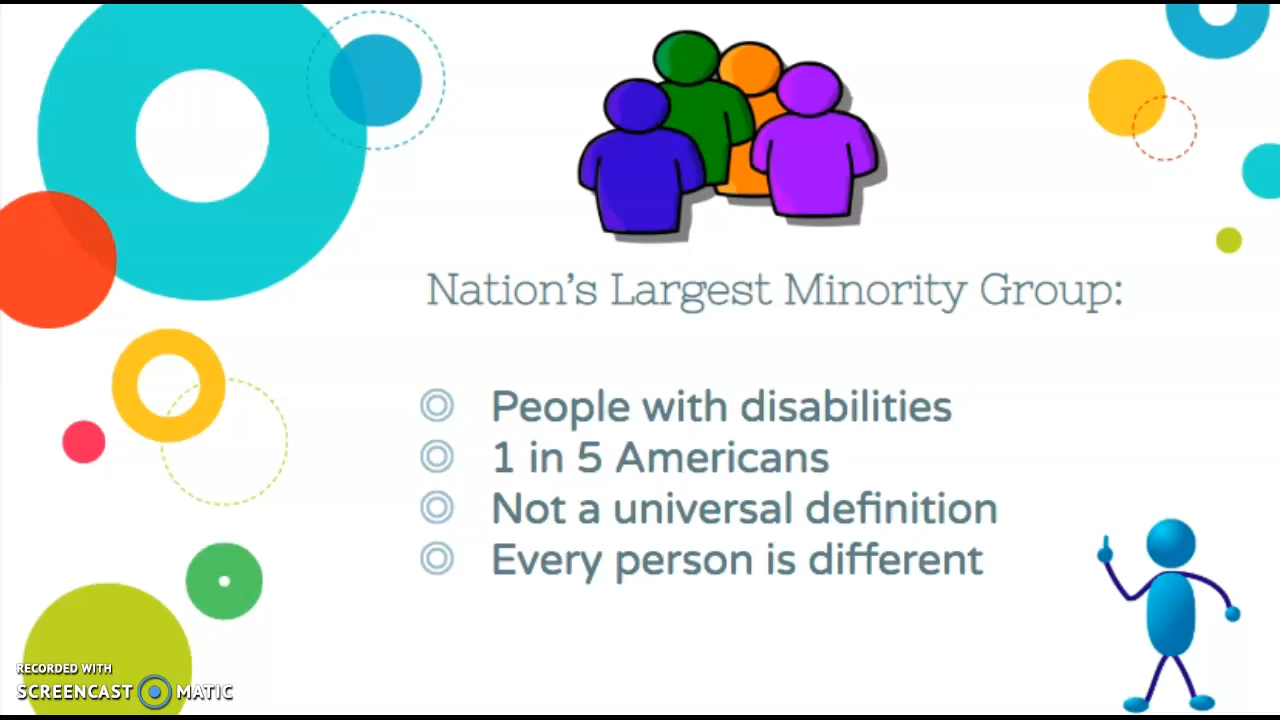 Nation's Largest Minority Group:
People with disabilities
1 in 5 Americans
Not a universal definition
Every person is different
RECORDED WITH
SCREENCAST MATIC